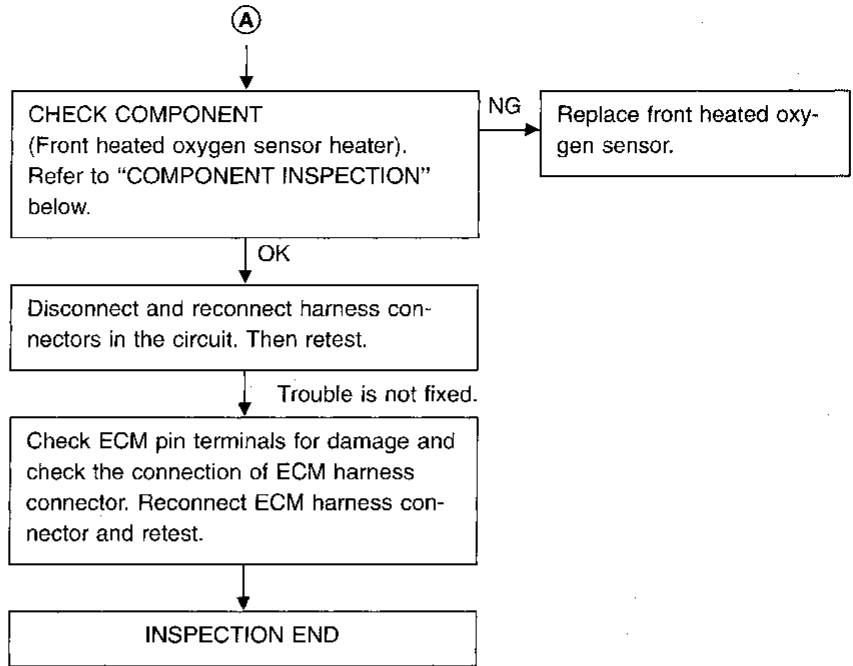 A
CHECK COMPONENT
(Front heated oxygen sensor heater).
Refer to “COMPONENT INSPECTION”
below.
NG
Replace front heated oxy-
gen sensor.
OK
Disconnect and reconnect harness con-
nectors in the circuit. Then retest.
Trouble is not fixed.
Check ECM pin terminals for damage and
check the connection of ECM harness
connector. Reconnect ECM harness con-
nector and retest.
INSPECTION END